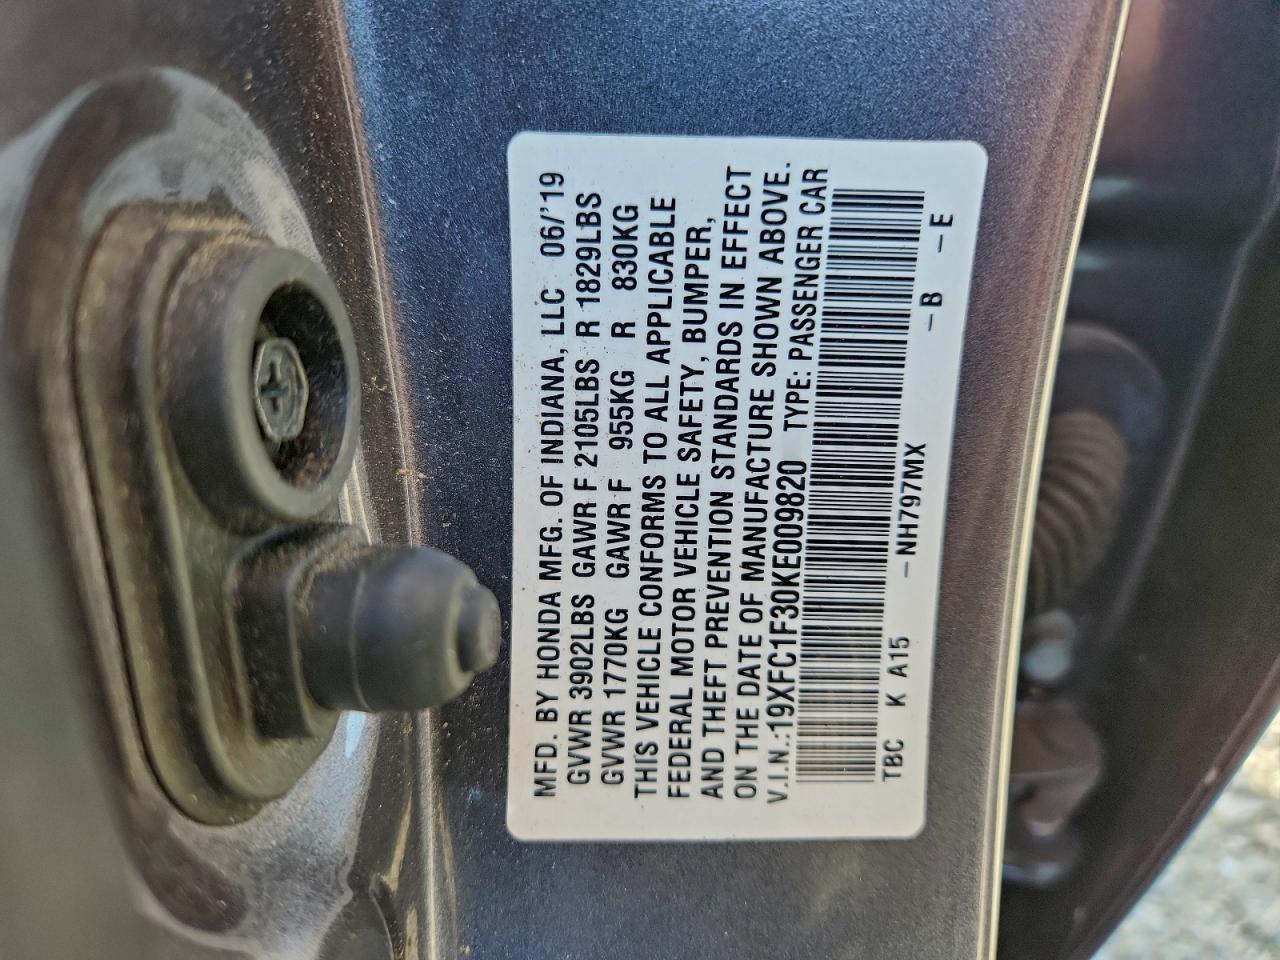 MFD. BY HONDA MFG. OF INDIANA, LLC 06/'19
GVWR 3902LBS GAWR F 2105LBS R 1829LBS
GVWR 1770KG GAWR F 955KG R 830KG
THIS VEHICLE CONFORMS TO ALL APPLICABLE
FEDERAL MOTOR VEHICLE SAFETY, BUMPER,
AND THEFT PREVENTION STANDARDS IN EFFECT
ON THE DATE OF MANUFACTURE SHOWN ABOVE.
V.I.N.:19XFC1F30KE009820 TYPE: PASSENGER CAR
TBC K A15 –NH797MX –B –E